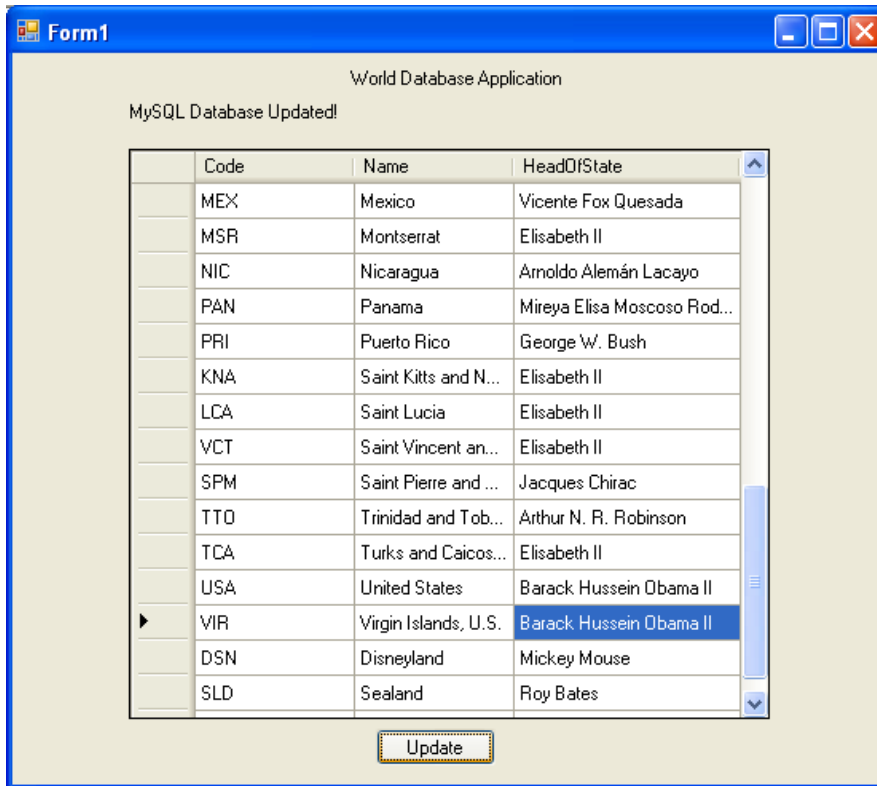 Form1
World Database Application
MySQL Database Updated!
Code Name HeadOfState
MEX Mexico Vicente Fox Quesada
MSR Montserrat Elisabeth II
NIC Nicaragua Arnoldo Alemán Lacayo
PAN Panama Mireya Elisa Moscoso Rod...
PRI Puerto Rico George W. Bush
KNA Saint Kitts and N... Elisabeth II
LCA Saint Lucia Elisabeth II
VCT Saint Vincent an... Elisabeth II
SPM Saint Pierre and ... Jacques Chirac
TTO Trinidad and Tob... Arthur N. R. Robinson
TCA Turks and Caicos... Elisabeth II
USA United States Barack Hussein Obama II
VIR Virgin Islands, U.S. Barack Hussein Obama II
DSN Disneyland Mickey Mouse
SLD Sealand Roy Bates
Update